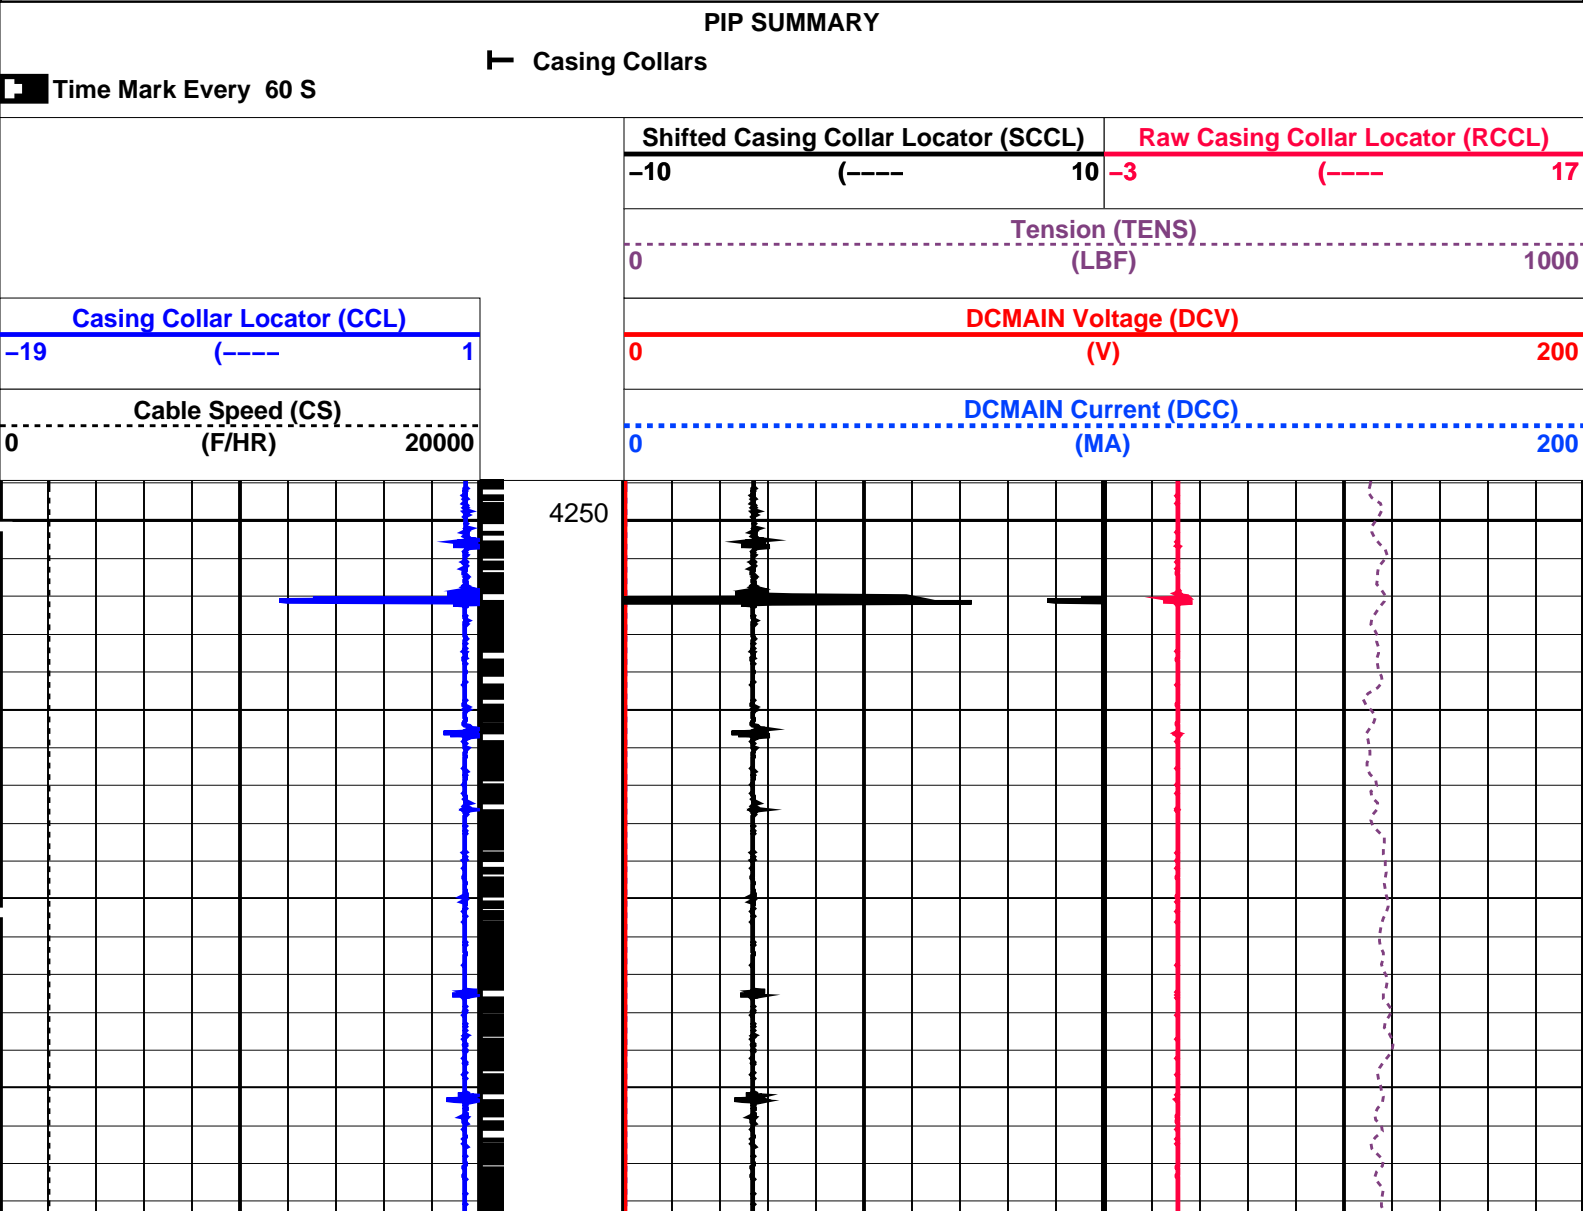 PIP SUMMARY
Casing Collars
Time Mark Every 60 S
Shifted Casing Collar Locator (SCCL) Raw Casing Collar Locator (RCCL)
−10 (−−−− 10 −3 (−−−− 17
Tension (TENS)
0 (LBF) 1000
Casing Collar Locator (CCL) DCMAIN Voltage (DCV)
−19 (−−−− 1 0 (V) 200
Cable Speed (CS) DCMAIN Current (DCC)
0 (F/HR) 20000 0 (MA) 200
4250